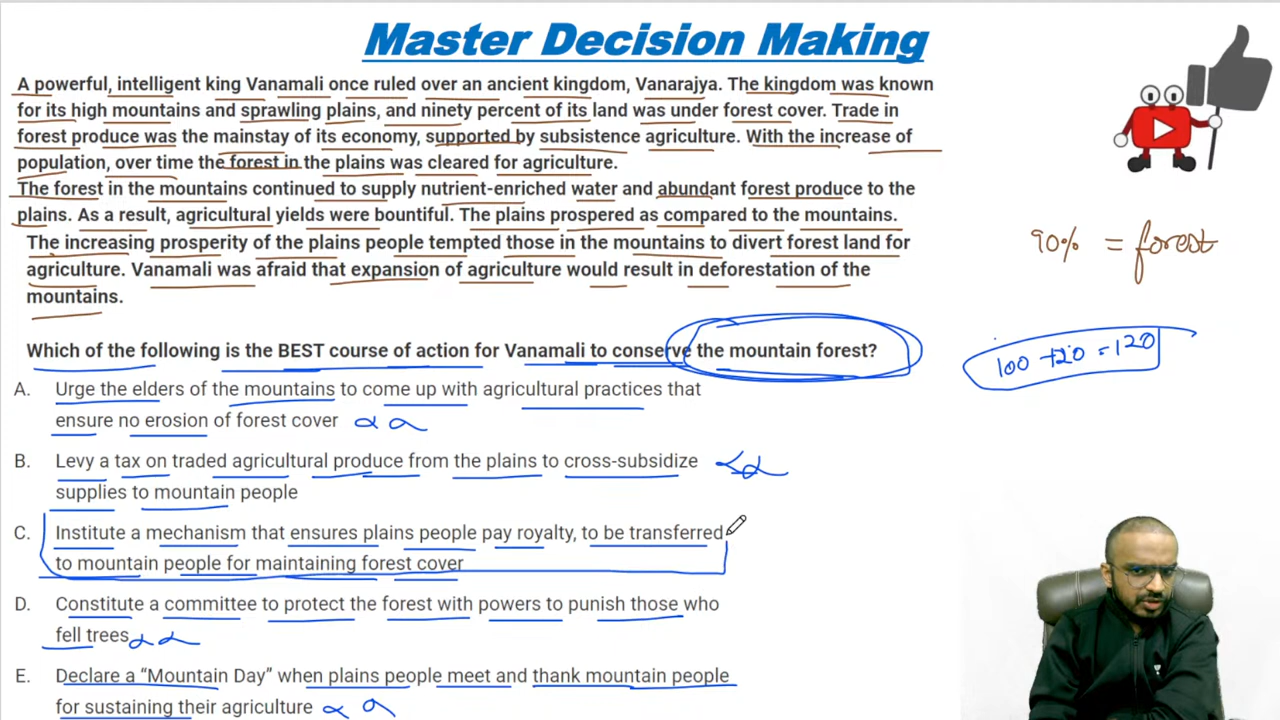 Master Decision Making
A powerful, intelligent king Vanamali once ruled over an ancient kingdom, Vanarajya. The kingdom was known
for its high mountains and sprawling plains, and ninety percent of its land was under forest cover. Trade in
forest produce was the mainstay of its economy, supported by subsistence agriculture. With the increase of
population, over time the forest in the plains was cleared for agriculture.
The forest in the mountains continued to supply nutrient-enriched water and abundant forest produce to the
plains. As a result, agricultural yields were bountiful. The plains prospered as compared to the mountains.
The increasing prosperity of the plains people tempted those in the mountains to divert forest land for
agriculture. Vanamali was afraid that expansion of agriculture would result in deforestation of the
mountains.
90% = forest
Which of the following is the BEST course of action for Vanamali to conserve the mountain forest?
100 +20 = 120
A. Urge the elders of the mountains to come up with agricultural practices that
ensure no erosion of forest cover
B. Levy a tax on traded agricultural produce from the plains to cross-subsidize
supplies to mountain people
C. Institute a mechanism that ensures plains people pay royalty, to be transferred
to mountain people for maintaining forest cover
D. Constitute a committee to protect the forest with powers to punish those who
fell trees
E. Declare a “Mountain Day” when plains people meet and thank mountain people
for sustaining their agriculture